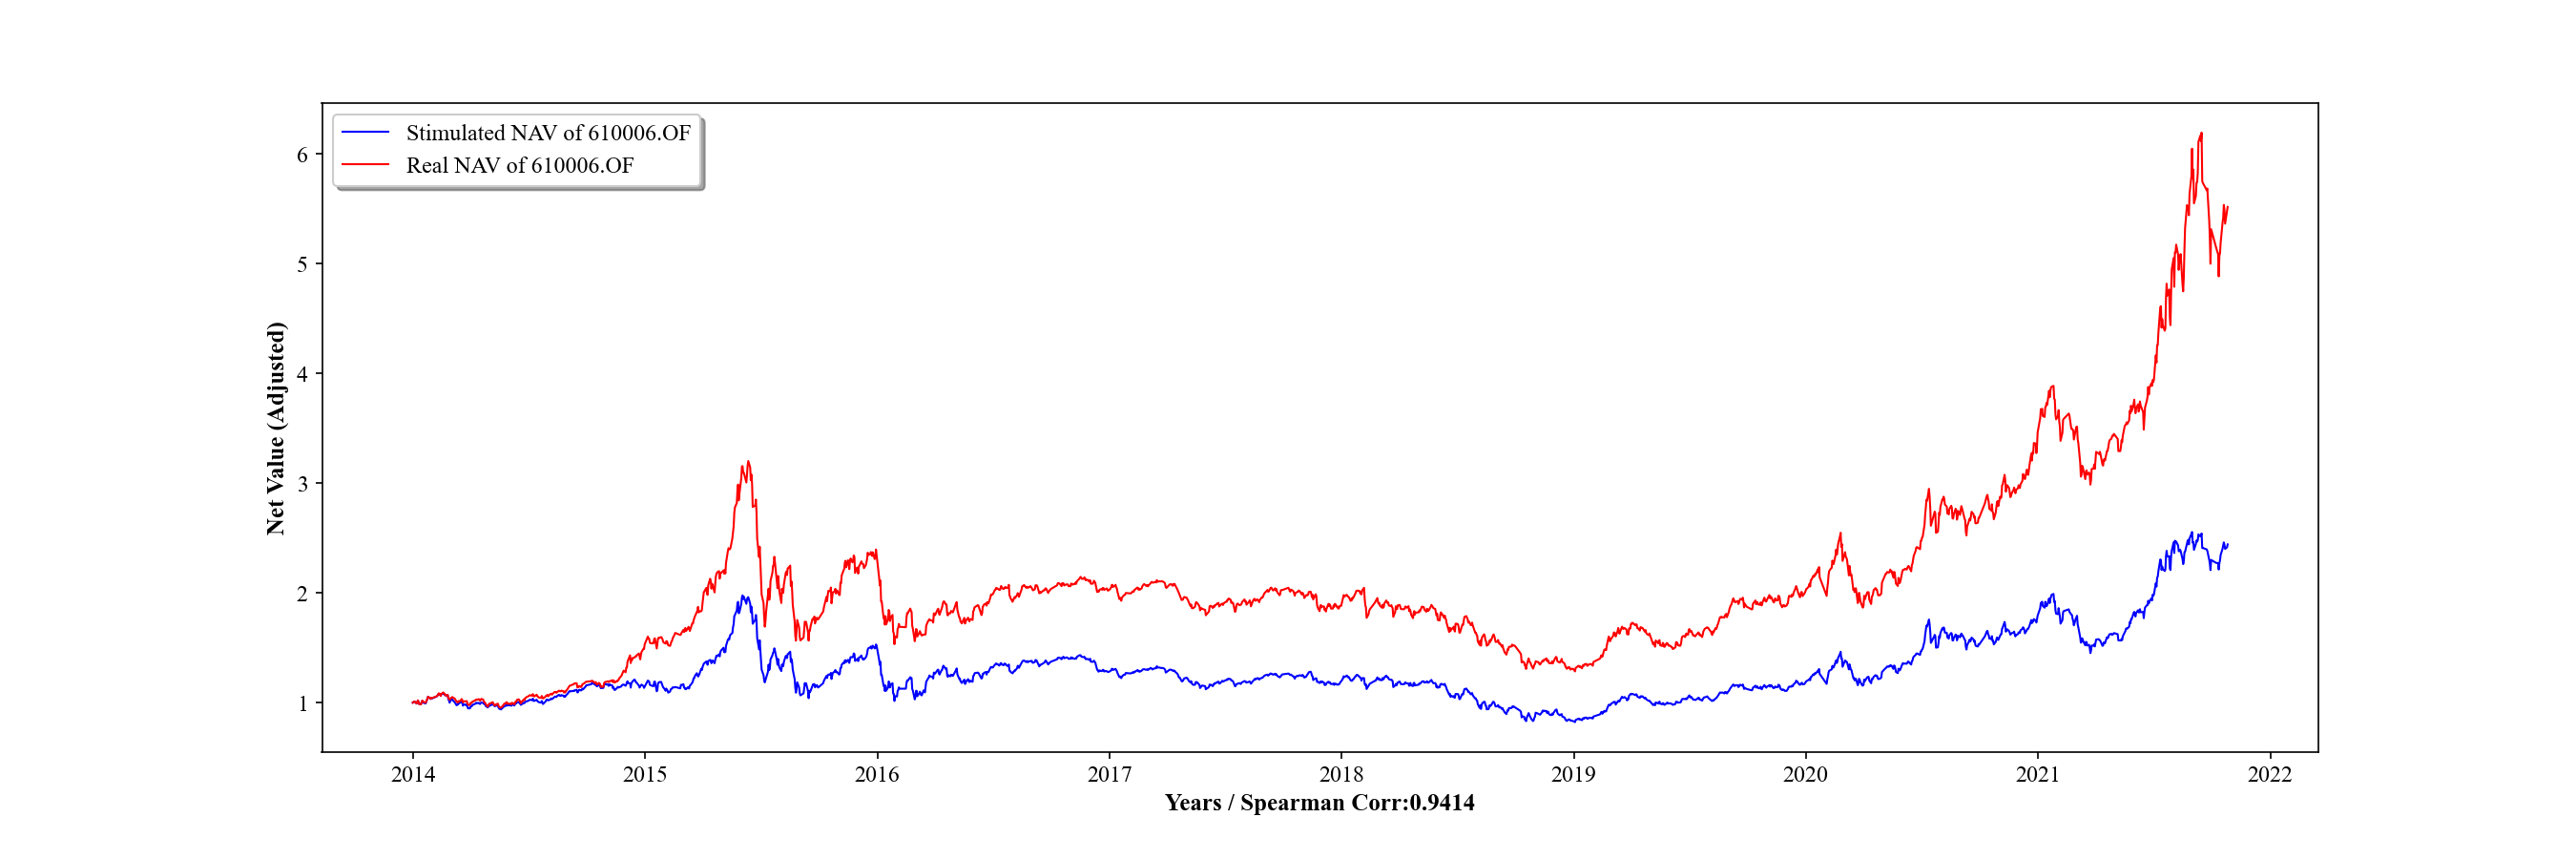 Stimulated NAV of 610006.OF
Real NAV of 610006.OF
Net Value (Adjusted)
6
5
4
3
2
1
2014 2015 2016 2017 2018 2019 2020 2021 2022
Years / Spearman Corr:0.9414